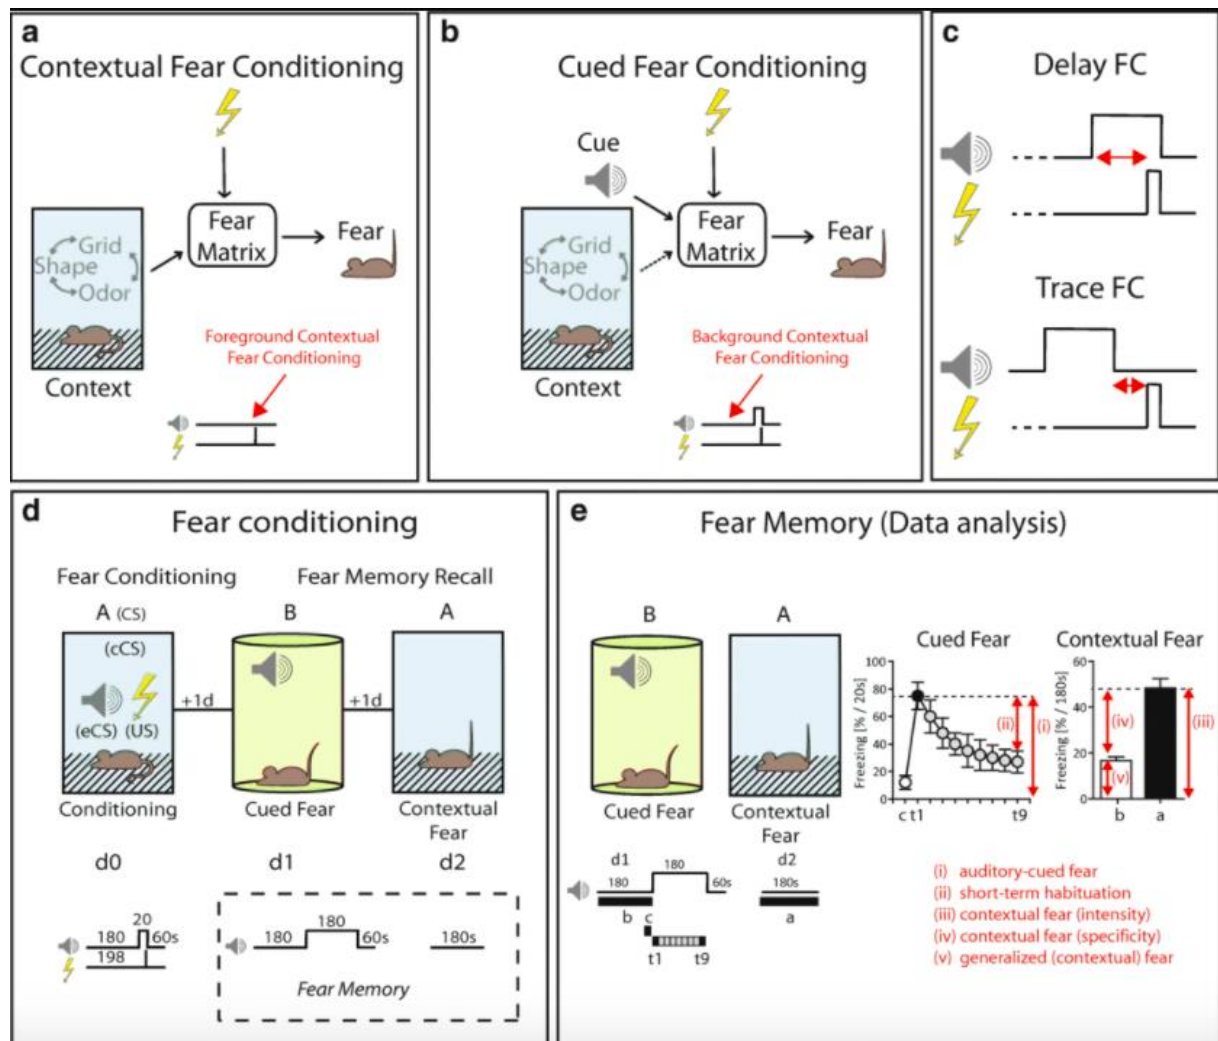 a
Contextual Fear Conditioning
Grid
Shape
Odor
Context
Fear
Matrix
Fear
Foreground Contextual
Fear Conditioning
b
Cued Fear Conditioning
Cue
Grid
Shape
Odor
Context
Fear
Matrix
Fear
Background Contextual
Fear Conditioning
c
Delay FC
Trace FC
d
Fear conditioning
Fear Conditioning
Fear Memory Recall
A (CS)
B
A
(cCS)
+1d
+1d
(eCS) (US)
Conditioning
Cued Fear
Contextual
Fear
d0
d1
d2
20
180
60s
198
180
180
60s
180s
Fear Memory
e
Fear Memory (Data analysis)
B
A
Cued Fear
Contextual
Fear
d1
d2
180
180
60s
180s
b
c
a
t1
t9
Cued Fear
Freezing [% / 20s]
100
80
60
40
20
0
c t1
t9
(ii)
(i)
Contextual Fear
Freezing [% / 180s]
60
40
20
0
b
a
(iv)
(iii)
(v)
(i) auditory-cued fear
(ii) short-term habituation
(iii) contextual fear (intensity)
(iv) contextual fear (specificity)
(v) generalized (contextual) fear